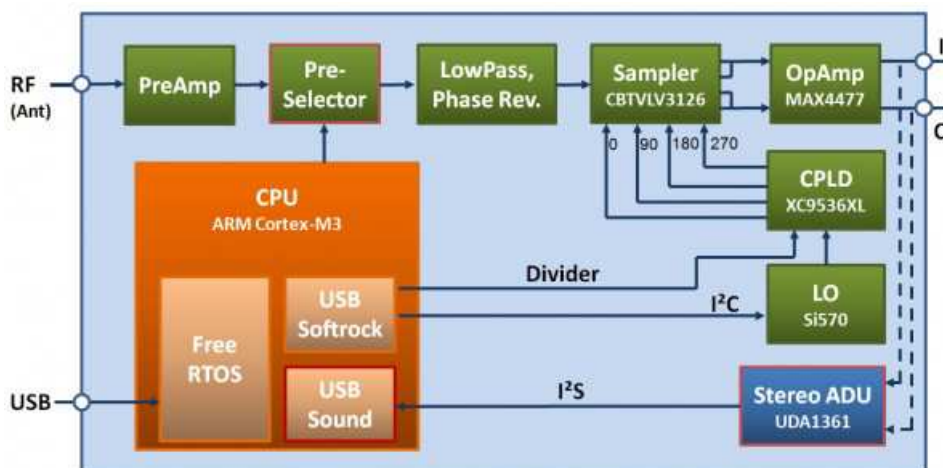 RF
(Ant)
PreAmp
Pre-
Selector
LowPass,
Phase Rev.
Sampler
CBTVLV3126
OpAmp
MAX4477
I
0
90
180
270
CPU
ARM Cortex-M3
CPLD
XC9536XL
Divider
USB
Softrock
I²C
LO
Si570
Free
RTOS
USB
USB
Sound
I²S
Stereo ADU
UDA1361